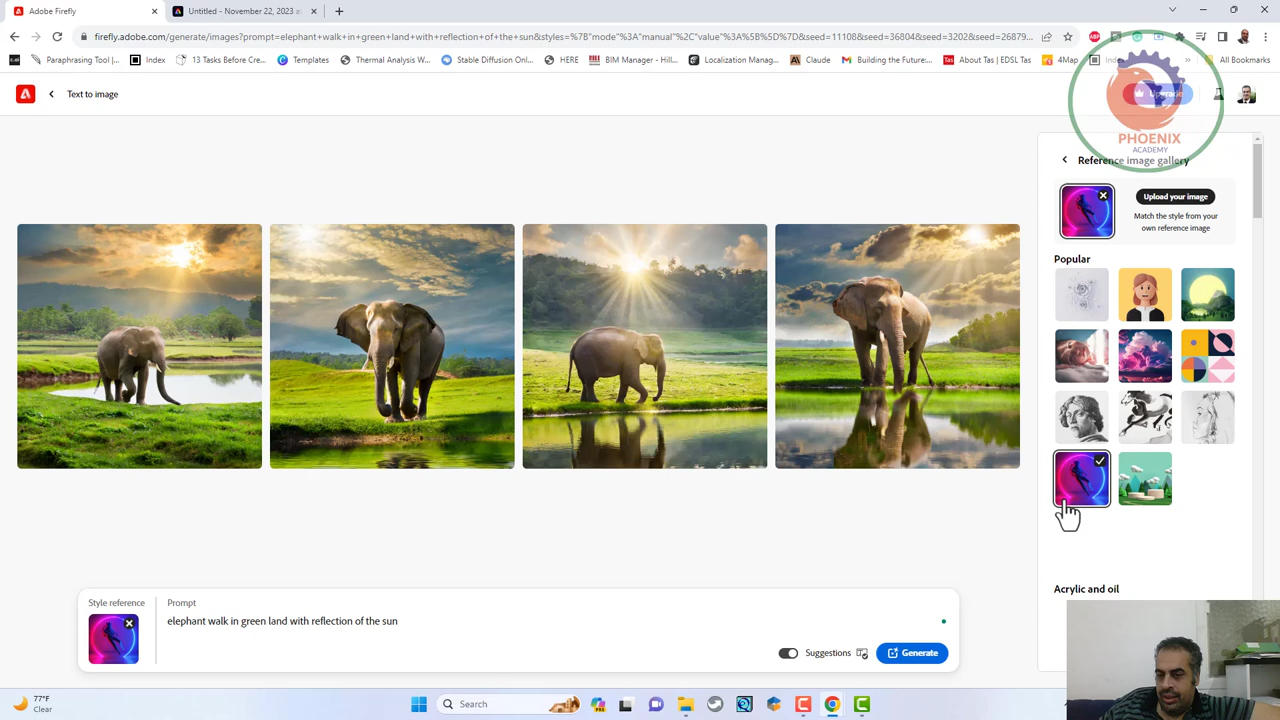 Adobe Firefly
Untitled - November 22, 2023 a
firefly.adobe.com/generate/images?prompt=elephant+walk+in+green+land+with+reflection+of+the+sun&styles=%7B"mode"%3A"manual"%2C"value"%3A%5B%5D%7D&seed=11108&seed=36804&seed=3202&seed=26879...
Paraphrasing Tool |...
Index
13 Tasks Before Cre...
Templates
Thermal Analysis W...
Stable Diffusion Onl...
HERE
BIM Manager - Hill...
Localization Manag...
Claude
Building the Future:...
About Tas | EDSL Tas
4Map
Index
»
All Bookmarks
Text to image
Upgrade
PHOENIX
ACADEMY
Reference image gallery
Upload your image
Match the style from your
own reference image
Popular
Acrylic and oil
Style reference
Prompt
elephant walk in green land with reflection of the sun
Suggestions
Generate
77°F
Clear
Search